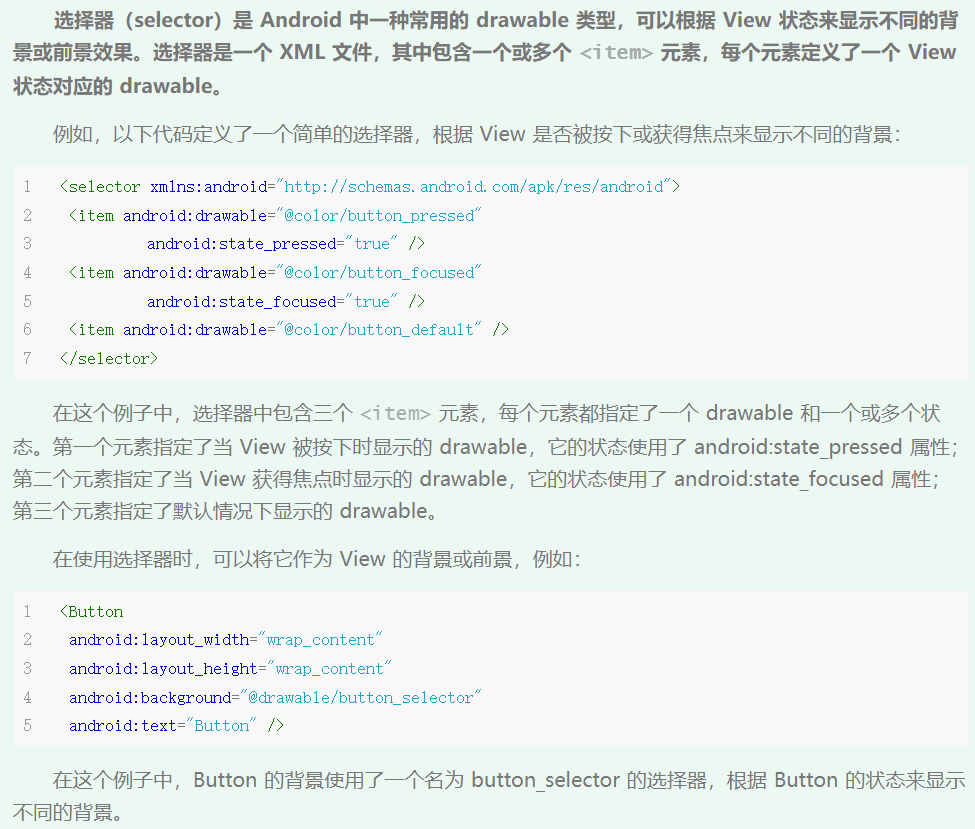 选择器（selector）是 Android 中一种常用的 drawable 类型，可以根据 View 状态来显示不同的背
景或前景效果。选择器是一个 XML 文件，其中包含一个或多个 <item> 元素，每个元素定义了一个 View
状态对应的 drawable。
例如，以下代码定义了一个简单的选择器，根据 View 是否被按下或获得焦点来显示不同的背景：
1 <selector xmlns:android="http://schemas.android.com/apk/res/android">
2 <item android:drawable="@color/button_pressed"
3 android:state_pressed="true" />
4 <item android:drawable="@color/button_focused"
5 android:state_focused="true" />
6 <item android:drawable="@color/button_default" />
7 </selector>
在这个例子中，选择器中包含三个 <item> 元素，每个元素都指定了一个 drawable 和一个或多个状
态。第一个元素指定了当 View 被按下时显示的 drawable，它的状态使用了 android:state_pressed 属性；
第二个元素指定了当 View 获得焦点时显示的 drawable，它的状态使用了 android:state_focused 属性；
第三个元素指定了默认情况下显示的 drawable。
在使用选择器时，可以将它作为 View 的背景或前景，例如：
1 <Button
2 android:layout_width="wrap_content"
3 android:layout_height="wrap_content"
4 android:background="@drawable/button_selector"
5 android:text="Button" />
在这个例子中，Button 的背景使用了一个名为 button_selector 的选择器，根据 Button 的状态来显示
不同的背景。